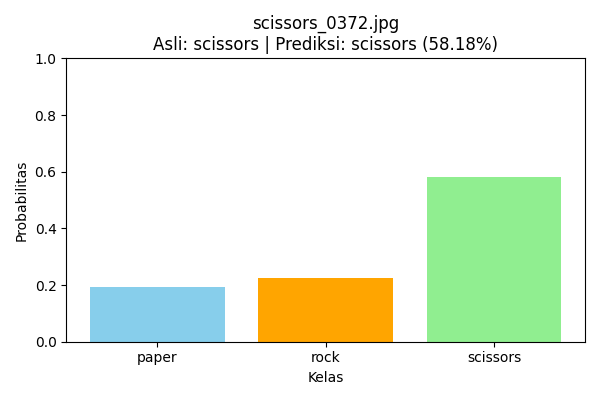 scissors_0372.jpg
Asli: scissors | Prediksi: scissors (58.18%)
1.0
0.8
0.6
0.4
0.2
0.0
Probabilitas
paper
rock
scissors
Kelas